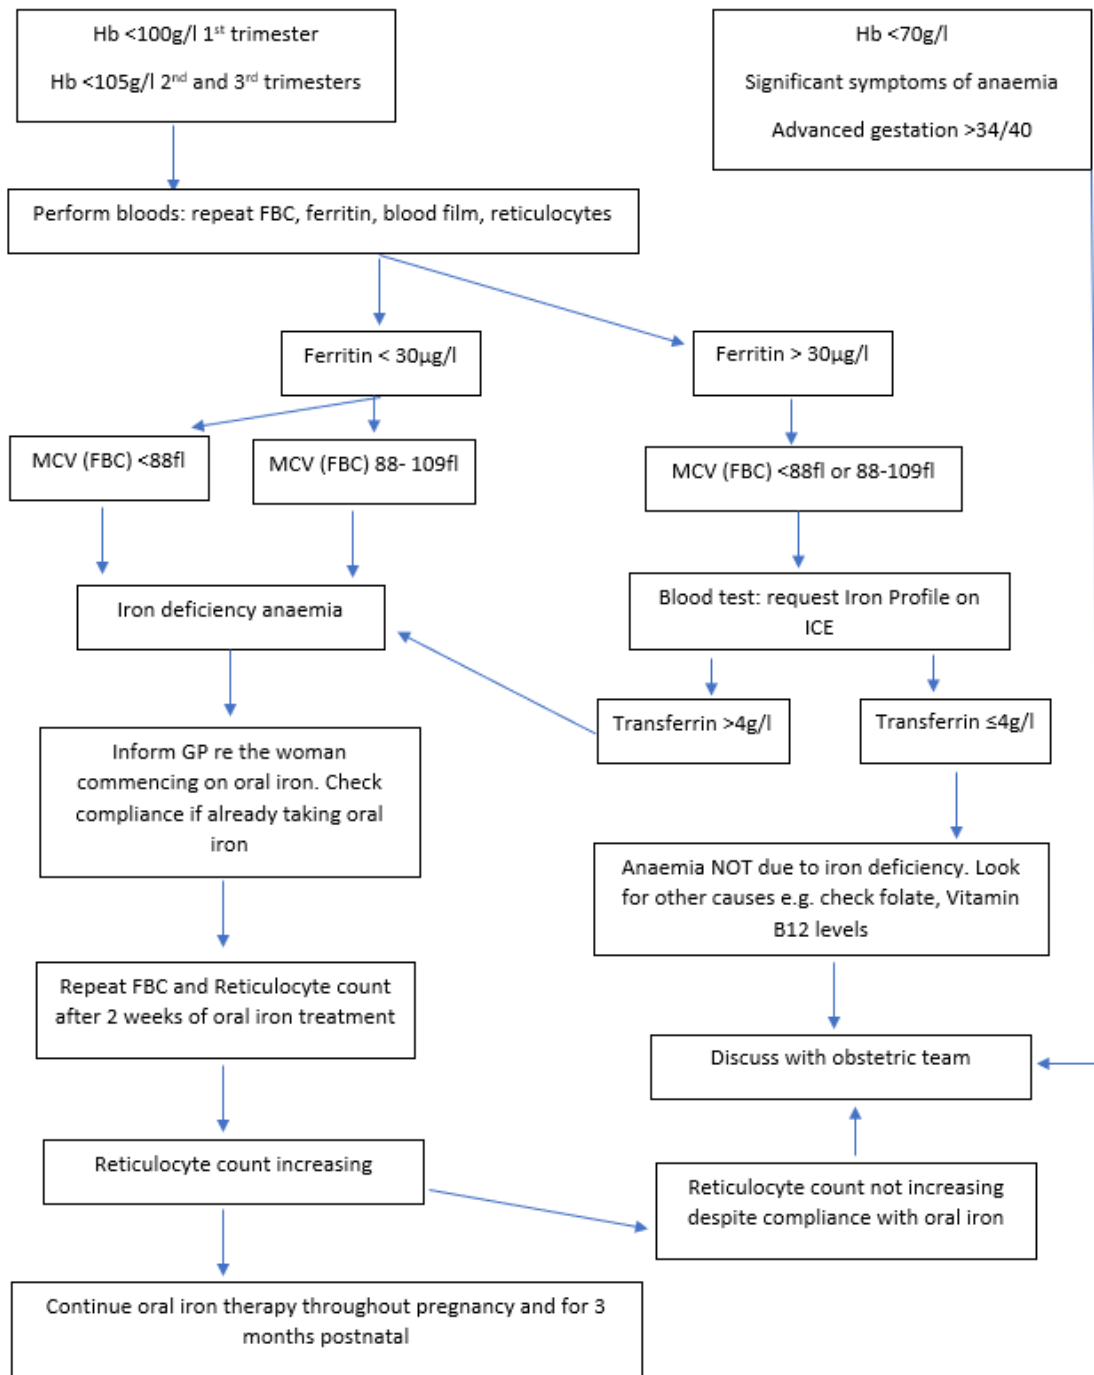 Hb <100g/l 1st trimester
Hb <105g/l 2nd and 3rd trimesters
Hb <70g/l
Significant symptoms of anaemia
Advanced gestation >34/40
Perform bloods: repeat FBC, ferritin, blood film, reticulocytes
Ferritin < 30µg/l
Ferritin > 30µg/l
MCV (FBC) <88fl
MCV (FBC) 88- 109fl
MCV (FBC) <88fl or 88-109fl
Iron deficiency anaemia
Blood test: request Iron Profile on
ICE
Transferrin >4g/l
Transferrin ≤4g/l
Inform GP re the woman
commencing on oral iron. Check
compliance if already taking oral
iron
Anaemia NOT due to iron deficiency. Look
for other causes e.g. check folate, Vitamin
B12 levels
Repeat FBC and Reticulocyte count
after 2 weeks of oral iron treatment
Discuss with obstetric team
Reticulocyte count increasing
Reticulocyte count not increasing
despite compliance with oral iron
Continue oral iron therapy throughout pregnancy and for 3
months postnatal